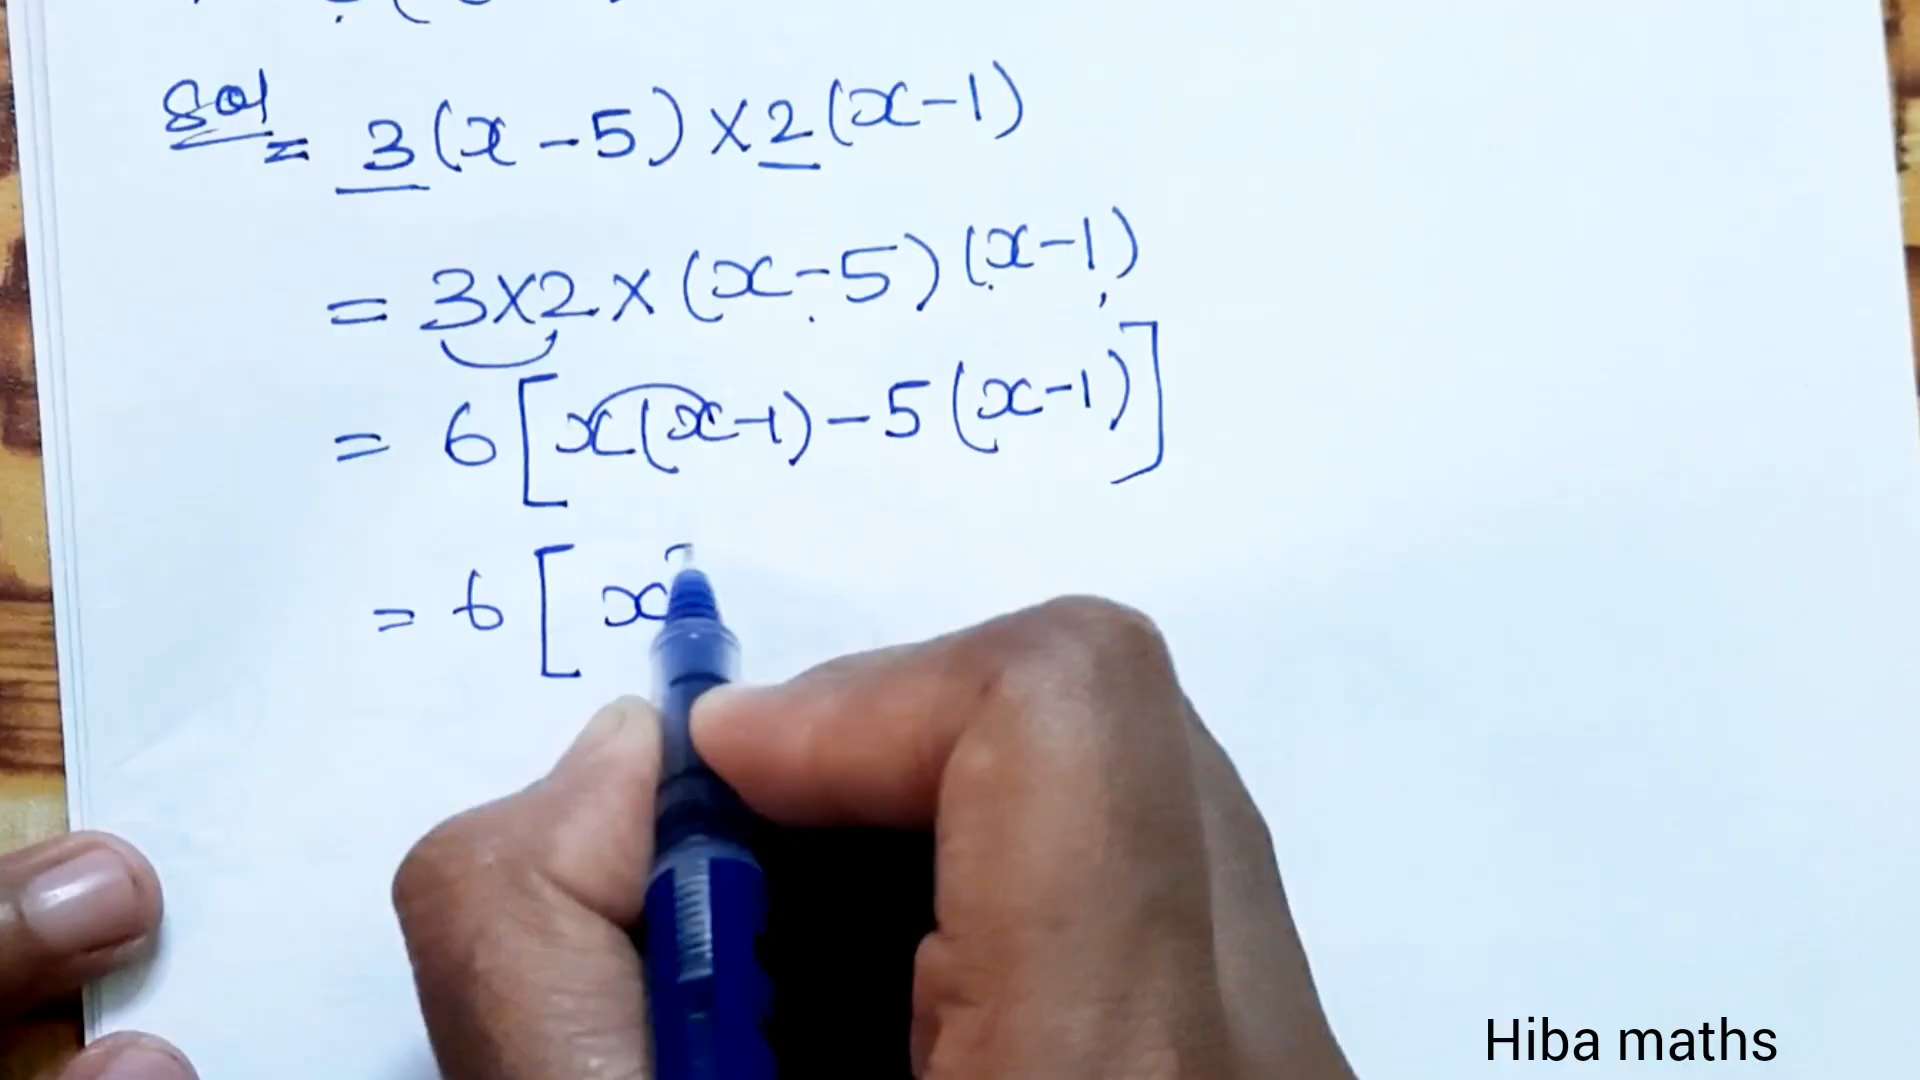 Sol
= 3(x-5)×2(x-1)
= 3×2×(x-5)(x-1)
= 6[x(x-1)-5(x-1)]
= 6[x
Hiba maths